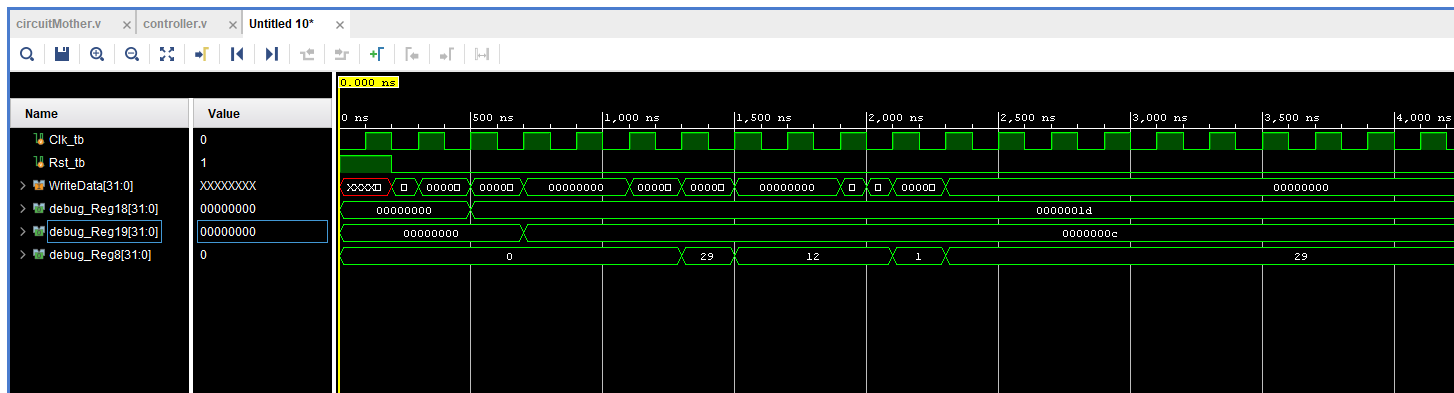 circuitMother.v controller.v Untitled 10*
0.000 ns
Name Value
0 ns 500 ns 1,000 ns 1,500 ns 2,000 ns 2,500 ns 3,000 ns 3,500 ns 4,000 ns
Clk_tb 0
Rst_tb 1
WriteData[31:0] XXXXXXXX XXXX 0000 0000 00000000 0000 0000 00000000 0000 00000000
debug_Reg18[31:0] 00000000 00000000 0000001d
debug_Reg19[31:0] 00000000 00000000 0000000c
debug_Reg8[31:0] 0 0 29 12 1 29